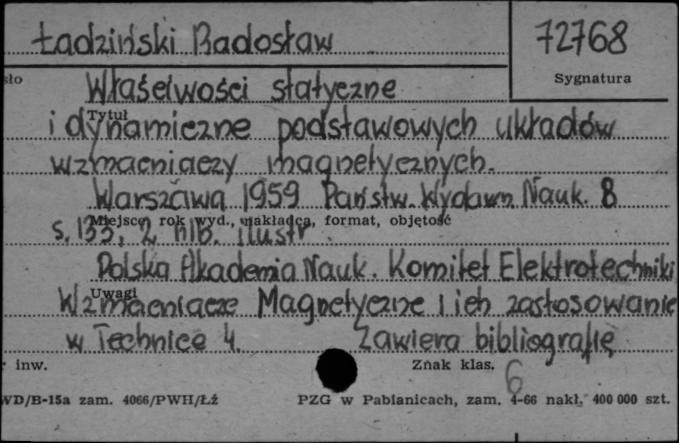 Ładziński Radosław
72768
sło
Sygnatura
Właściwości statyczne
Tytuł
i dynamiczne podstawowych układów
wzmacniaczy magnetycznych.
Warszawa 1959 Państw. Wydawn. Nauk. 8
Miejsce, rok wyd., nakładca, format, objętość
s. 133, 2 nlb. ilustr.
Polska Akademia Nauk. Komitet Elektrotechniki
Uwagi
Wzmacniacze Magnetyczne i ich zastosowanie
w Technice 4. Zawiera bibliografię
inw.
Znak klas.
6
WD/B-15a zam. 4066/PWH/Łż
PZG w Pabianicach, zam. 4-66 nakł. 400 000 szt.